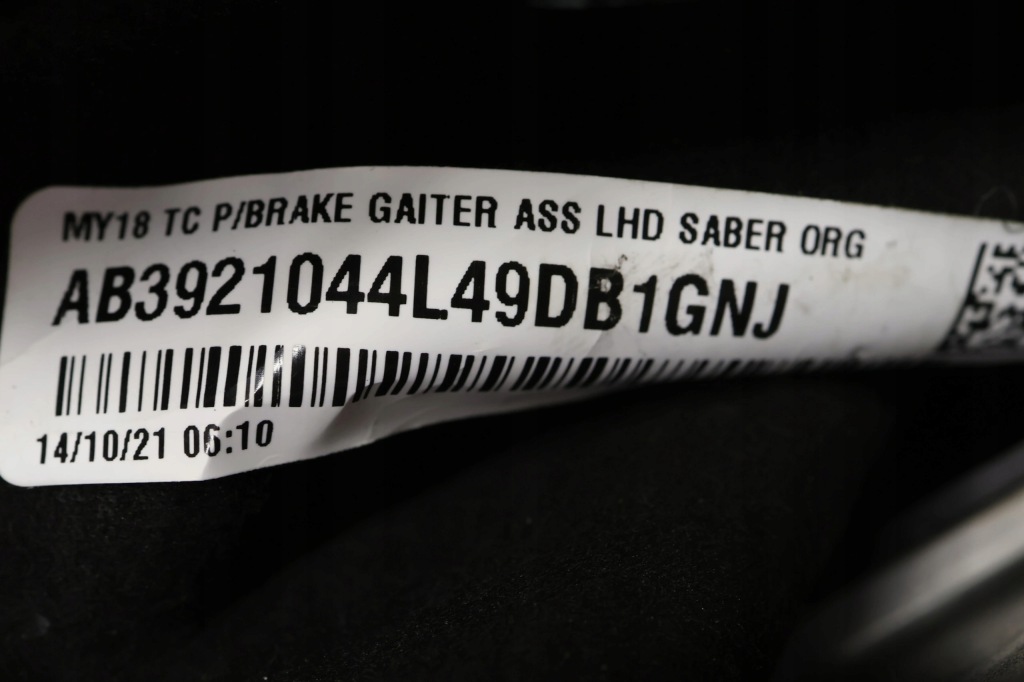 MY18 TC P/BRAKE GAITER ASS LHD SABER ORG
AB3921044L49DB1GNJ
14/10/21 06:10